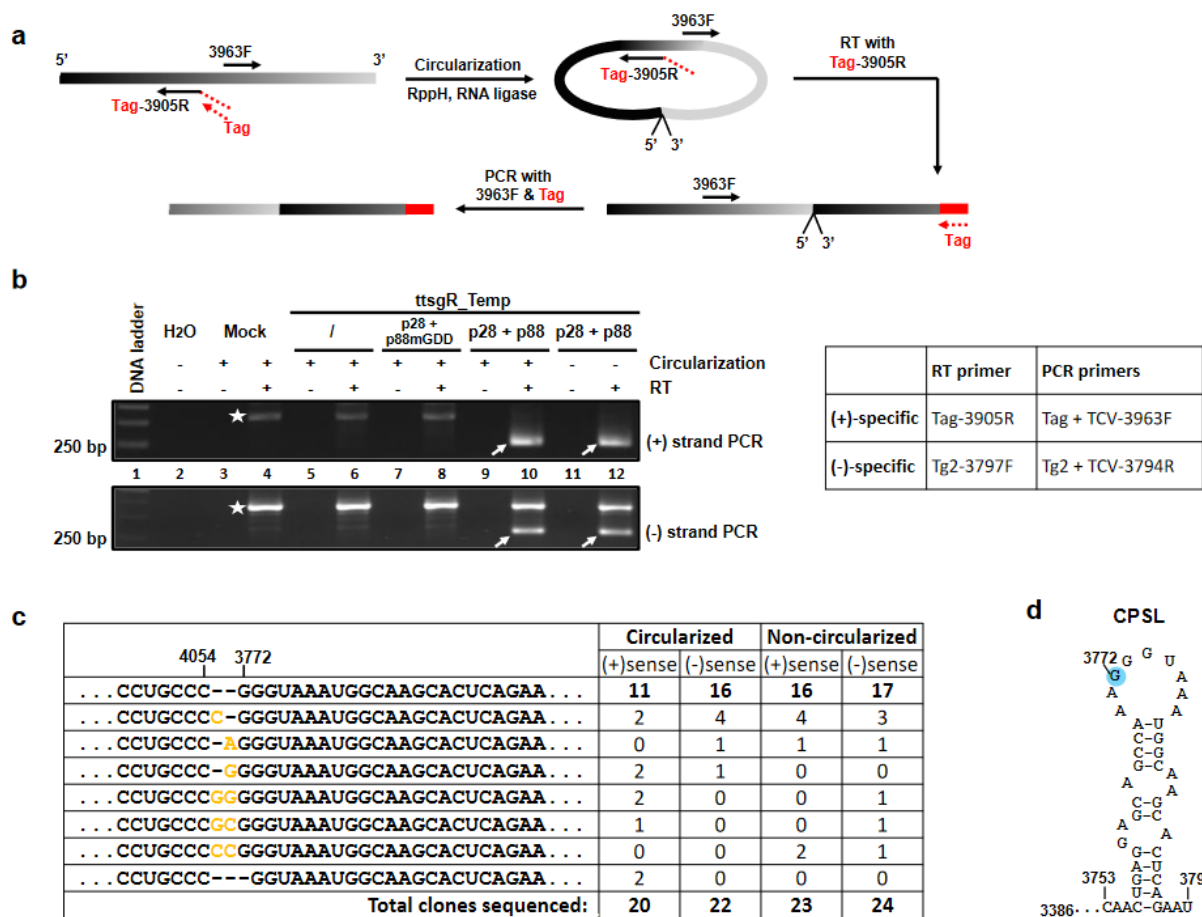 a
5’ 3963F 3’
Tag-3905R
Tag
Circularization
RppH, RNA ligase
3963F
Tag-3905R
5’ 3’
RT with
Tag-3905R
PCR with
3963F & Tag
3963F
5’ 3’
Tag
b
ttsgR_Temp
DNA ladder
H2O Mock / p28 + p88mGDD p28 + p88 p28 + p88
- + + + + + + + + - - Circularization
- - + - + - + - + - + RT
250 bp
(+) strand PCR
1 2 3 4 5 6 7 8 9 10 11 12
250 bp
(-) strand PCR
RT primer PCR primers
(+)-specific Tag-3905R Tag + TCV-3963F
(-)-specific Tg2-3797F Tg2 + TCV-3794R
c
Circularized Non-circularized
4054 3772 (+)sense (-)sense (+)sense (-)sense
...CCUGCCC--GGGUAAAUGGCAAGCACUCAGAA... 11 16 16 17
...CCUGCCCC-GGGUAAAUGGCAAGCACUCAGAA... 2 4 4 3
...CCUGCCC-AGGGUAAAUGGCAAGCACUCAGAA... 0 1 1 1
...CCUGCCC-GGGGUAAAUGGCAAGCACUCAGAA... 2 1 0 0
...CCUGCCCGGGGGUAAAUGGCAAGCACUCAGAA... 2 0 0 1
...CCUGCCCGCGGGUAAAUGGCAAGCACUCAGAA... 1 0 0 1
...CCUGCCCCCGGGUAAAUGGCAAGCACUCAGAA... 0 0 2 1
...CCUGCCC---GGUAAAUGGCAAGCACUCAGAA... 2 0 0 0
Total clones sequenced: 20 22 23 24
d
CPSL
3772
G G G U
G A
A A
A A
A-U
C-G
C-G
G-C
A A
A
A-G
C-C
G A
G A
A C
G-U
G-C
U-A
3753 379
3386 ...CAAC-GAAU